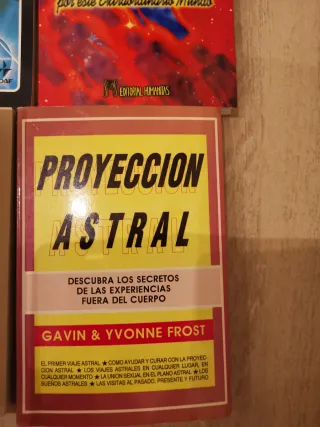 por este Extraordinario Mundo
EDITORIAL HUMANITAS
PROYECCION
ASTRAL
DESCUBRA LOS SECRETOS
DE LAS EXPERIENCIAS
FUERA DEL CUERPO
GAVIN & YVONNE FROST
EL PRIMER VIAJE ASTRAL ★ COMO AYUDAR Y CURAR CON LA PROYEC-
CION ASTRAL ★ LOS VIAJES ASTRALES EN CUALQUIER LUGAR, EN
CUALQUIER MOMENTO ★ LA UNION SEXUAL EN EL PLANO ASTRAL ★ LOS
SUEÑOS ASTRALES ★ LAS VISITAS AL PASADO, PRESENTE Y FUTURO